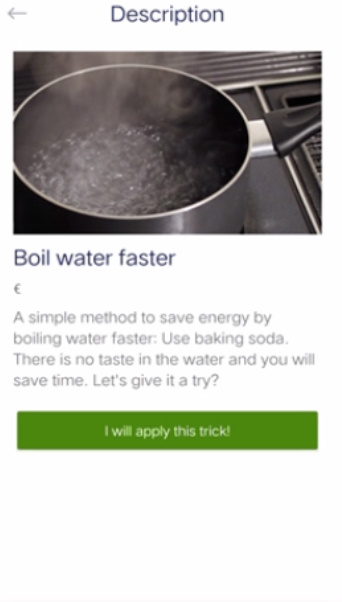 Description
Boil water faster
€
A simple method to save energy by
boiling water faster: Use baking soda.
There is no taste in the water and you will
save time. Let's give it a try?
I will apply this trick!